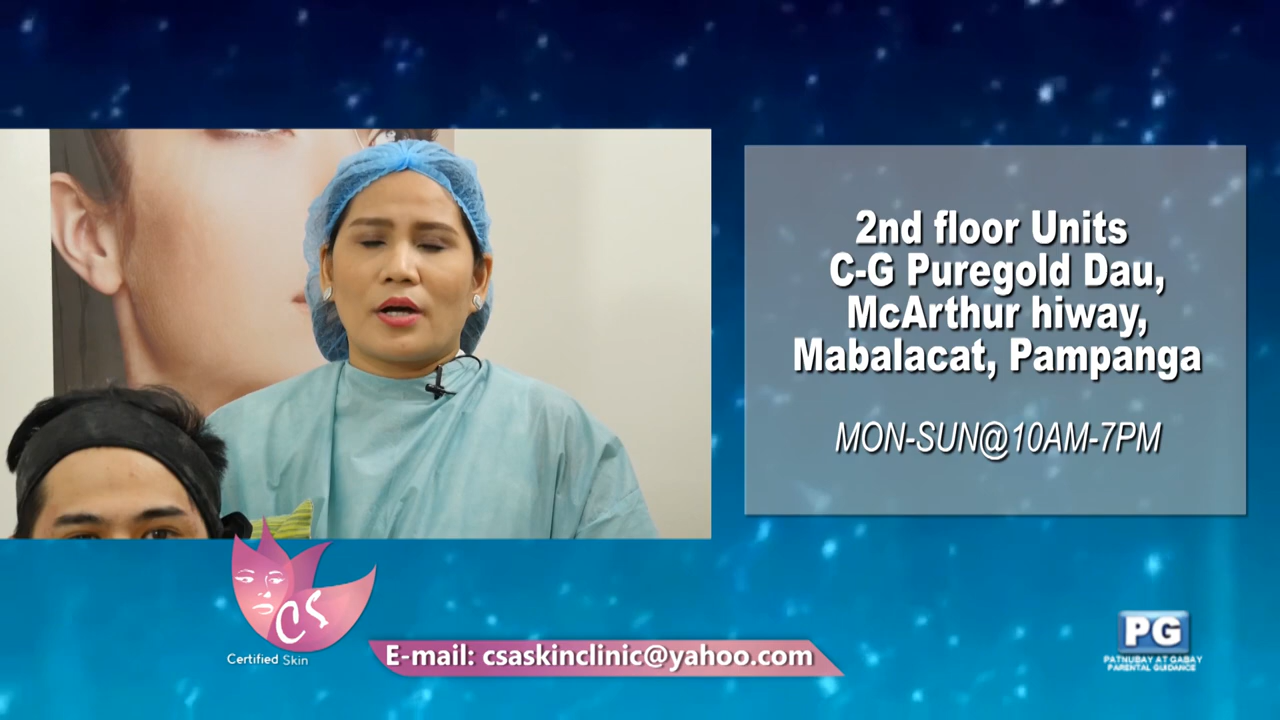 2nd floor Units
C-G Puregold Dau,
McArthur hiway,
Mabalacat, Pampanga
MON-SUN@10AM-7PM
CS
Certified Skin
E-mail: csaskinclinic@yahoo.com
PG
PATNUBAY AT GABAY
PARENTAL GUIDANCE